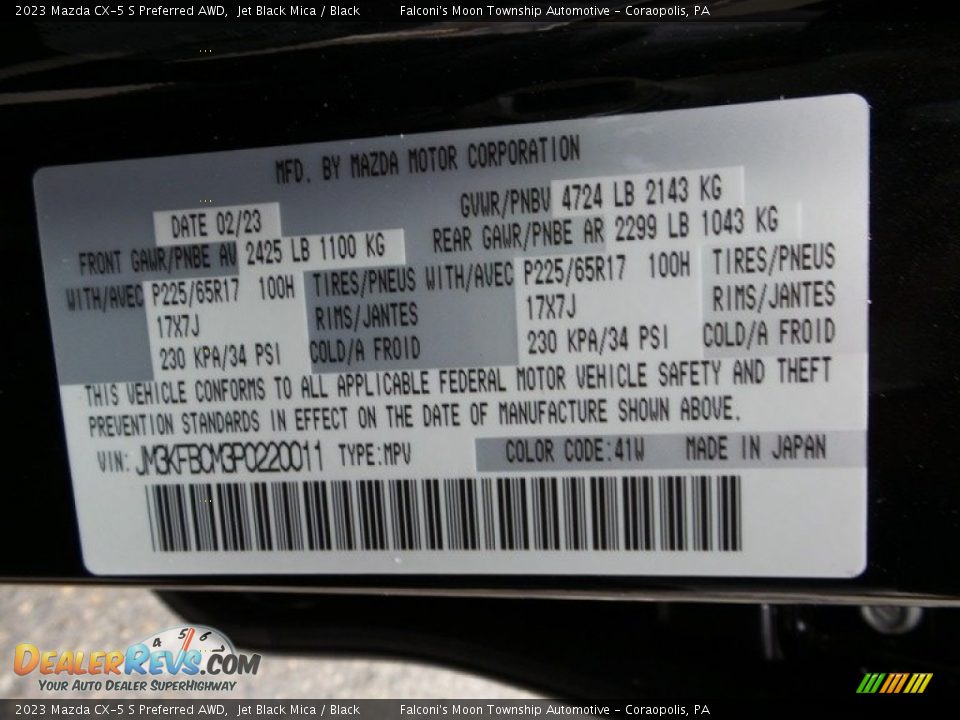 2023 Mazda CX-5 S Preferred AWD, Jet Black Mica / Black Falconi's Moon Township Automotive - Coraopolis, PA
MFD. BY MAZDA MOTOR CORPORATION
DATE 02/23 GVWR/PNBV 4724 LB 2143 KG
FRONT GAWR/PNBE AV 2425 LB 1100 KG REAR GAWR/PNBE AR 2299 LB 1043 KG
WITH/AVEC P225/65R17 100H TIRES/PNEUS WITH/AVEC P225/65R17 100H TIRES/PNEUS
17X7J RIMS/JANTES 17X7J RIMS/JANTES
230 KPA/34 PSI COLD/A FROID 230 KPA/34 PSI COLD/A FROID
THIS VEHICLE CONFORMS TO ALL APPLICABLE FEDERAL MOTOR VEHICLE SAFETY AND THEFT
PREVENTION STANDARDS IN EFFECT ON THE DATE OF MANUFACTURE SHOWN ABOVE.
VIN: JM3KFBCM3P0220011 TYPE:MPV COLOR CODE:41W MADE IN JAPAN
4 5 6
DEALERREVS.COM
YOUR AUTO DEALER SUPERHIGHWAY
2023 Mazda CX-5 S Preferred AWD, Jet Black Mica / Black Falconi's Moon Township Automotive - Coraopolis, PA